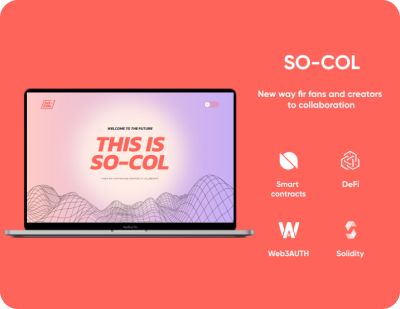 SO-COL
New way fir fans and creators
to collaboration
WELCOME TO THE FUTURE
THIS IS
SO-COL
Smart
contracts
DeFi
Web3AUTH
Solidity